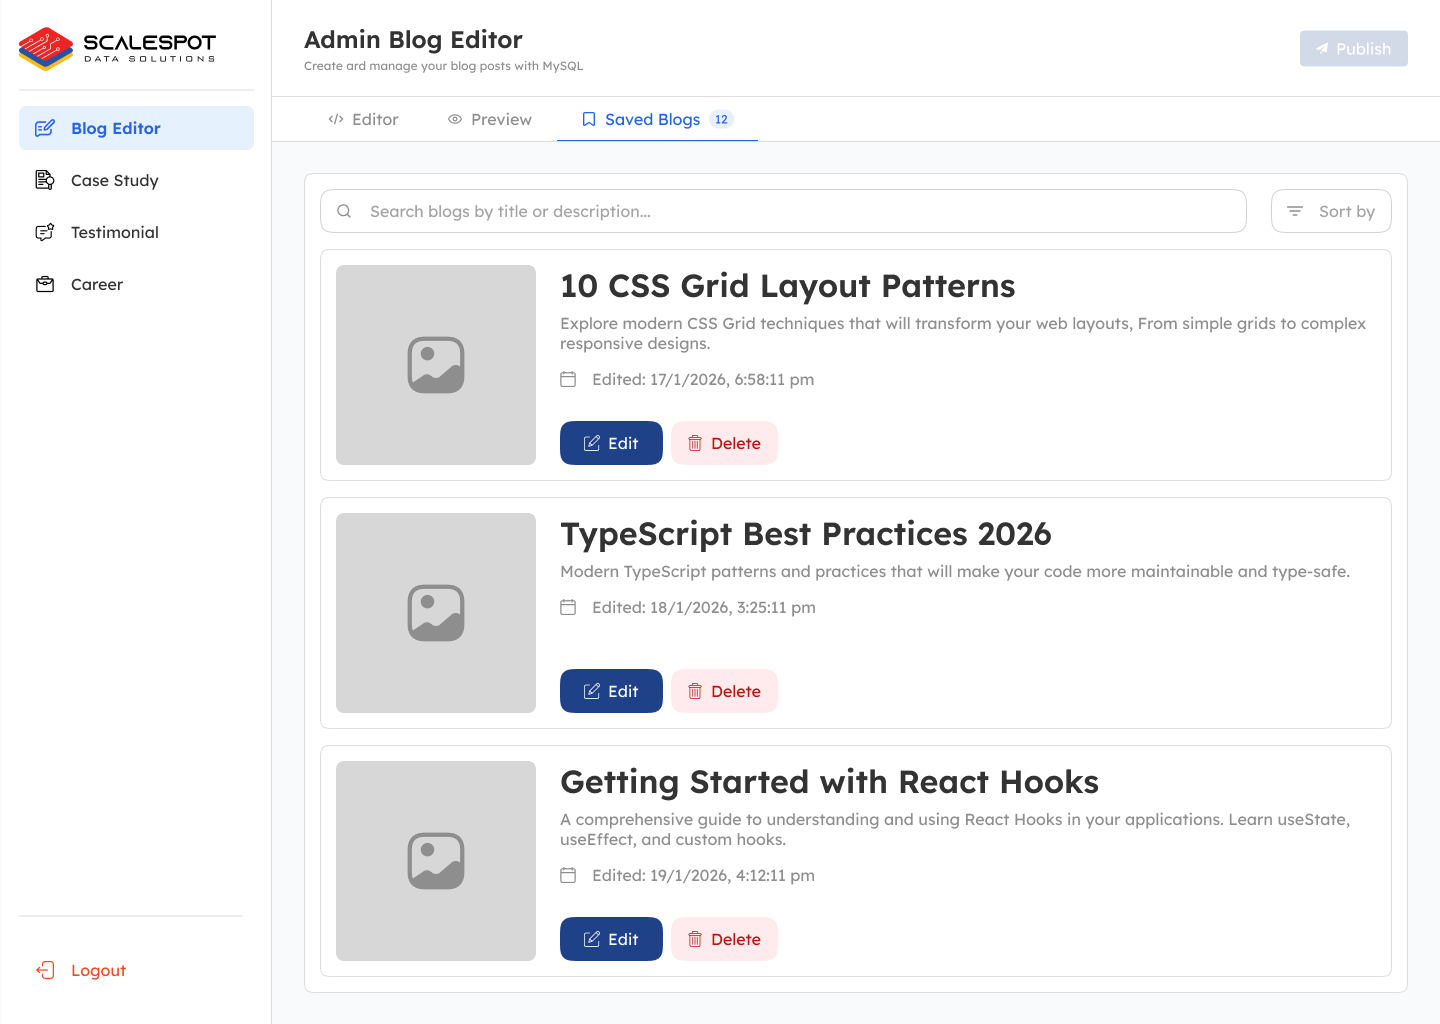 SCALESPOT
DATA SOLUTIONS
Blog Editor
Case Study
Testimonial
Career
Logout
Admin Blog Editor
Create ard manage your blog posts with MySQL
Publish
Editor
Preview
Saved Blogs 12
Search blogs by title or description...
Sort by
10 CSS Grid Layout Patterns
Explore modern CSS Grid techniques that will transform your web layouts, From simple grids to complex
responsive designs.
Edited: 17/1/2026, 6:58:11 pm
Edit
Delete
TypeScript Best Practices 2026
Modern TypeScript patterns and practices that will make your code more maintainable and type-safe.
Edited: 18/1/2026, 3:25:11 pm
Edit
Delete
Getting Started with React Hooks
A comprehensive guide to understanding and using React Hooks in your applications. Learn useState,
useEffect, and custom hooks.
Edited: 19/1/2026, 4:12:11 pm
Edit
Delete